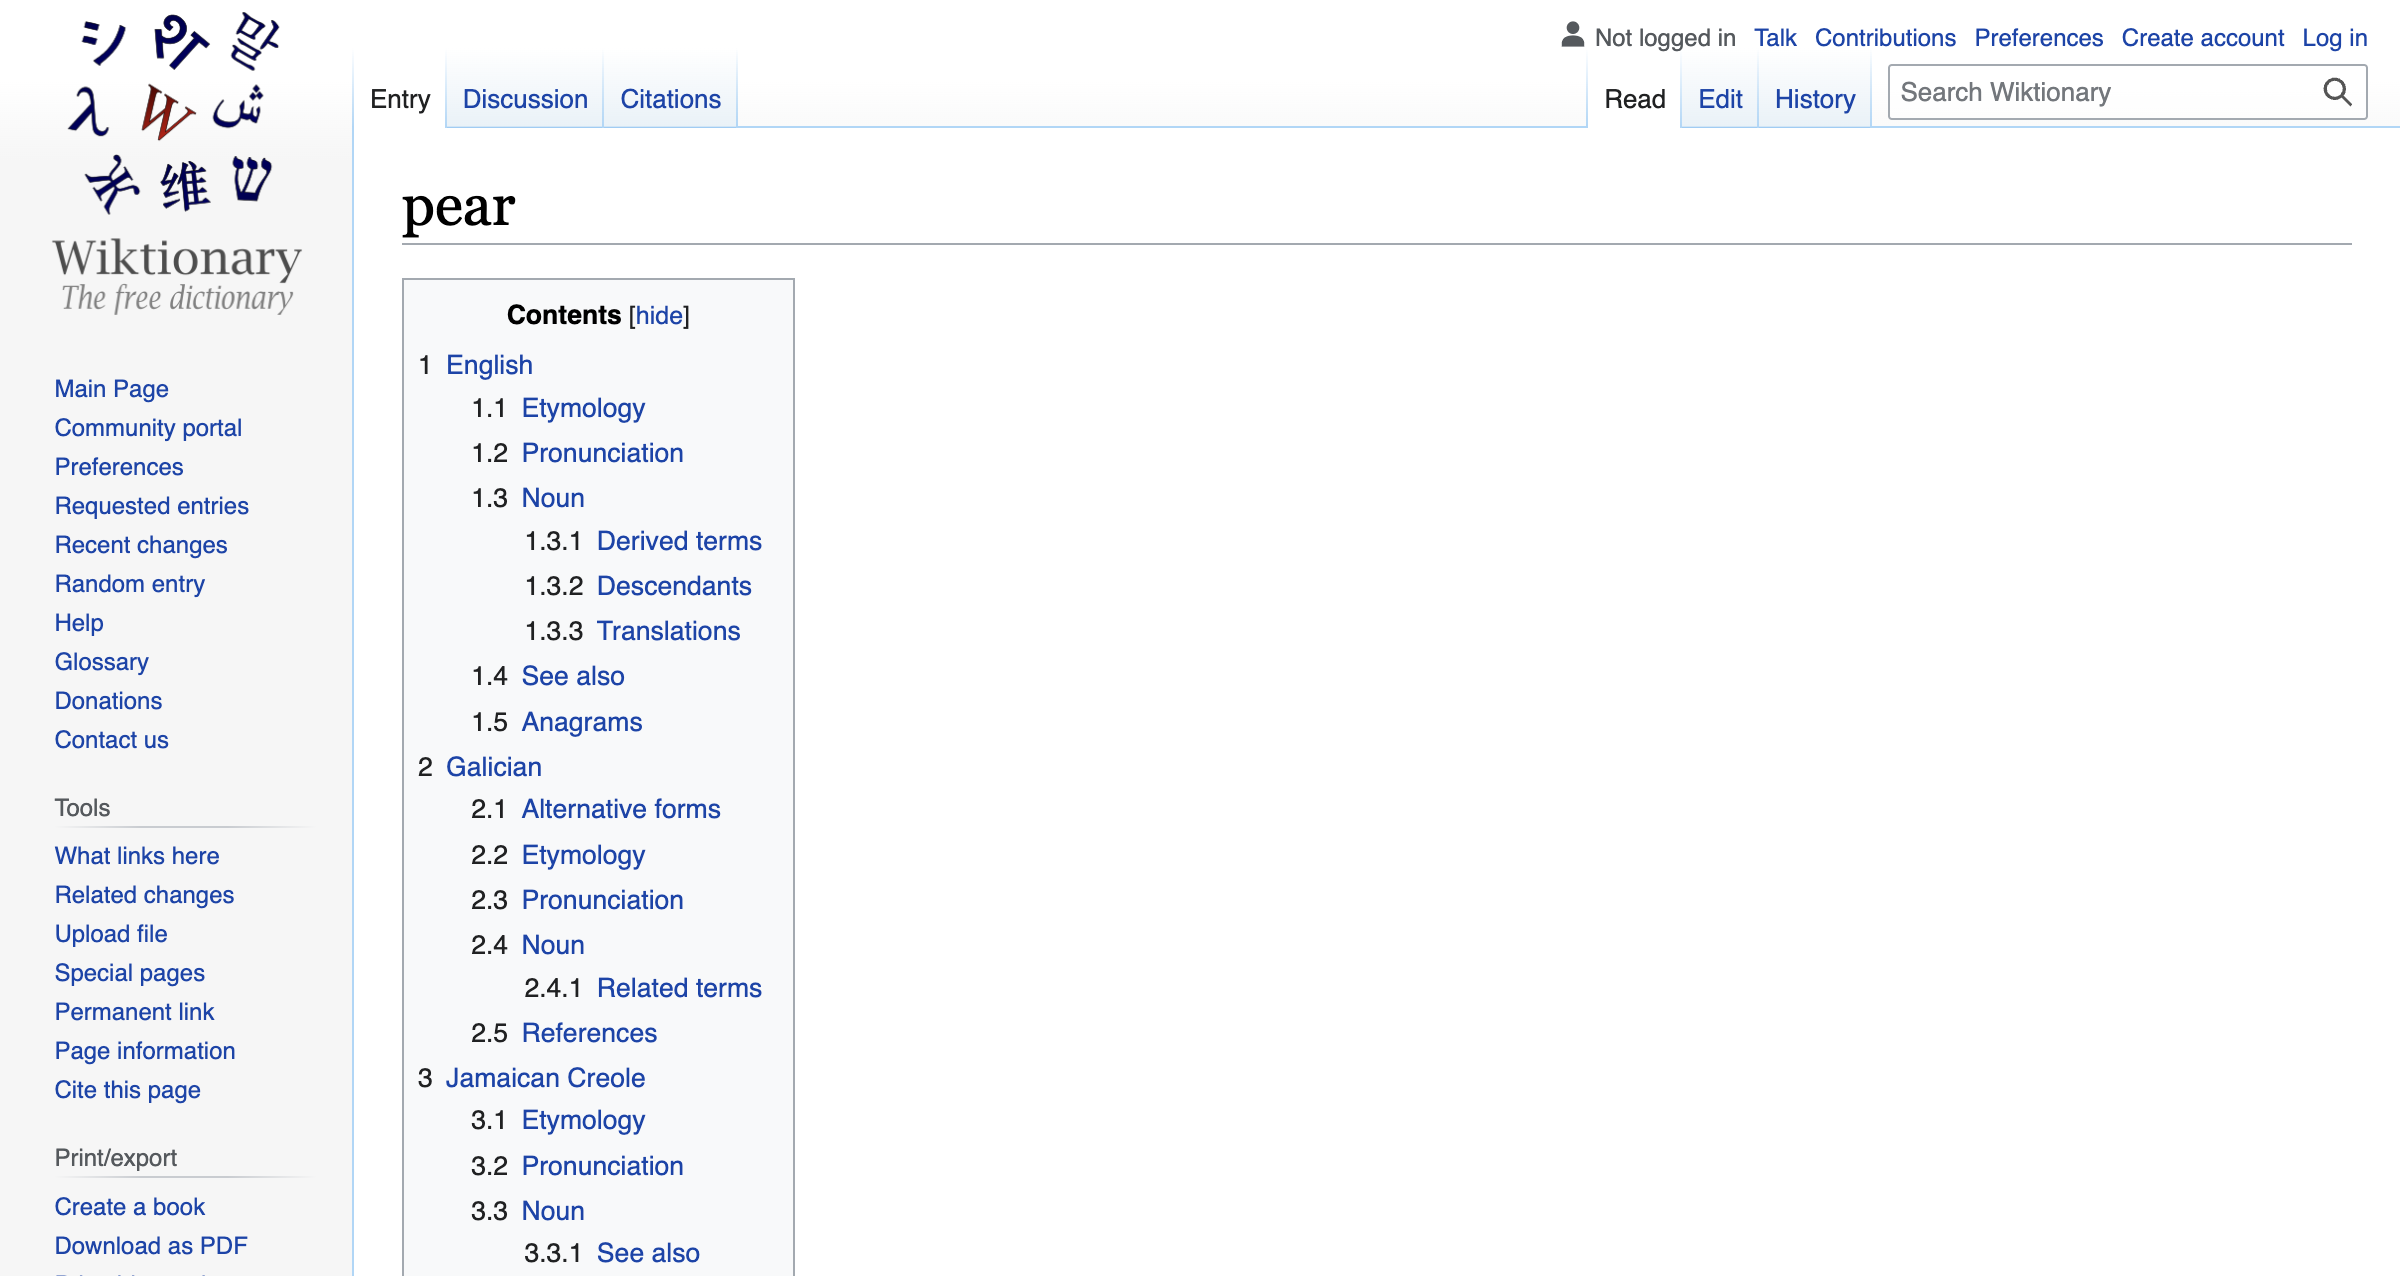 シ প 말
λ W ش
维 ש
Wiktionary
The free dictionary
Not logged in Talk Contributions Preferences Create account Log in
Entry Discussion Citations Read Edit History Search Wiktionary
pear
Contents [hide]
1 English
1.1 Etymology
1.2 Pronunciation
1.3 Noun
1.3.1 Derived terms
1.3.2 Descendants
1.3.3 Translations
1.4 See also
1.5 Anagrams
2 Galician
2.1 Alternative forms
2.2 Etymology
2.3 Pronunciation
2.4 Noun
2.4.1 Related terms
2.5 References
3 Jamaican Creole
3.1 Etymology
3.2 Pronunciation
3.3 Noun
3.3.1 See also
Main Page
Community portal
Preferences
Requested entries
Recent changes
Random entry
Help
Glossary
Donations
Contact us
Tools
What links here
Related changes
Upload file
Special pages
Permanent link
Page information
Cite this page
Print/export
Create a book
Download as PDF